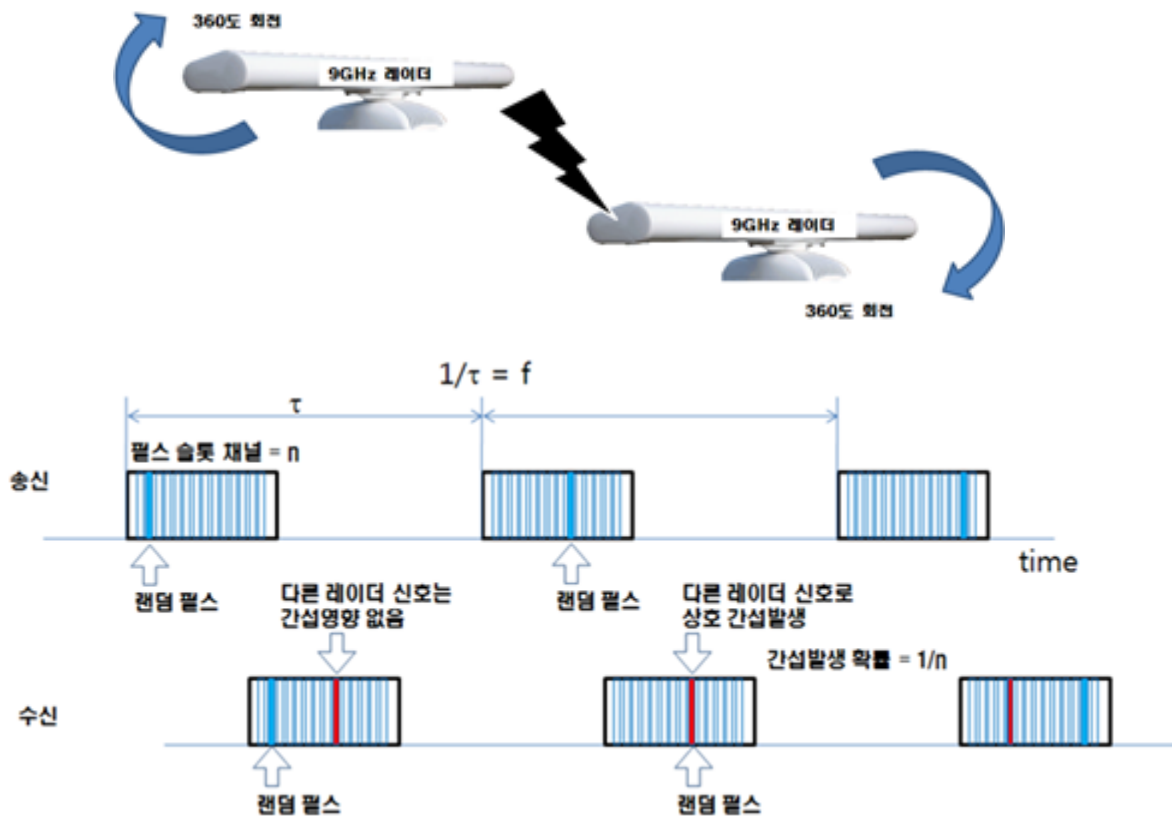 360도 회전
9GHz 레이더
9GHz 레이더
360도 회전
1/τ = f
τ
펄스 슬롯 채널 = n
송신
time
랜덤 펄스
다른 레이더 신호는
간섭영향 없음
랜덤 펄스
다른 레이더 신호로
상호 간섭발생
간섭발생 확률 = 1/n
수신
랜덤 펄스
랜덤 펄스